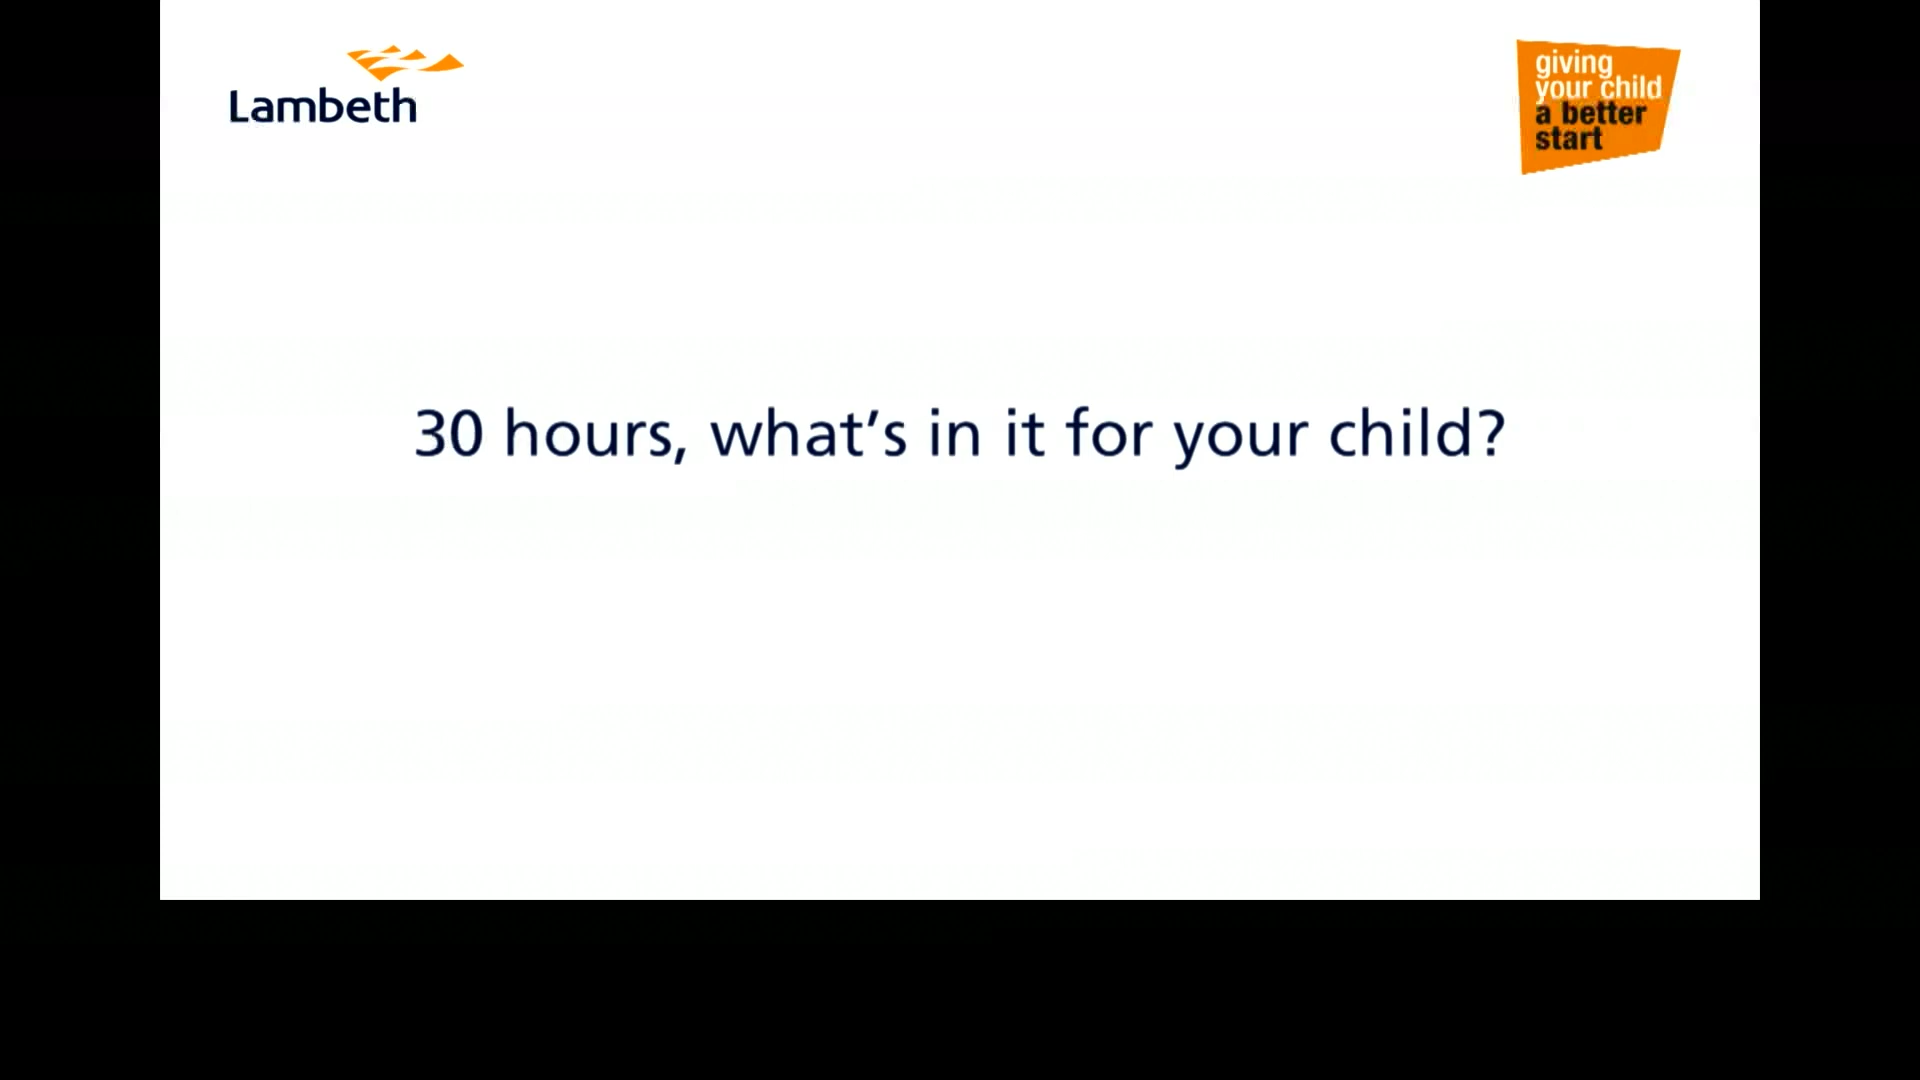 Lambeth
giving
your child
a better
start
30 hours, what’s in it for your child?